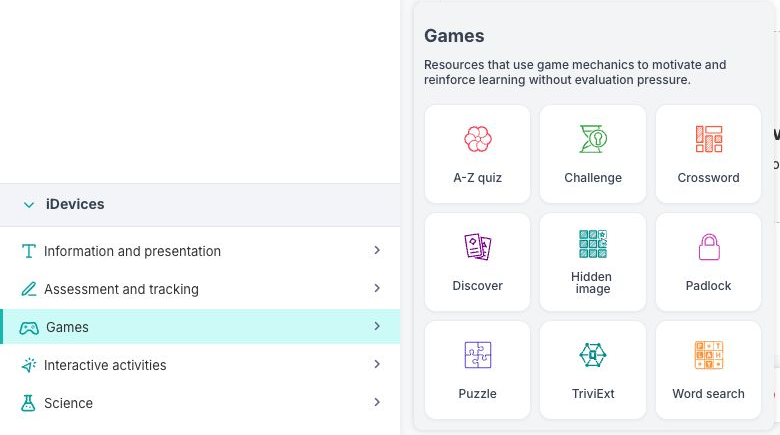 iDevices
Information and presentation
Assessment and tracking
Games
Interactive activities
Science
Games
Resources that use game mechanics to motivate and
reinforce learning without evaluation pressure.
A-Z quiz
Challenge
Crossword
Discover
Hidden
image
Padlock
Puzzle
TriviExt
Word search